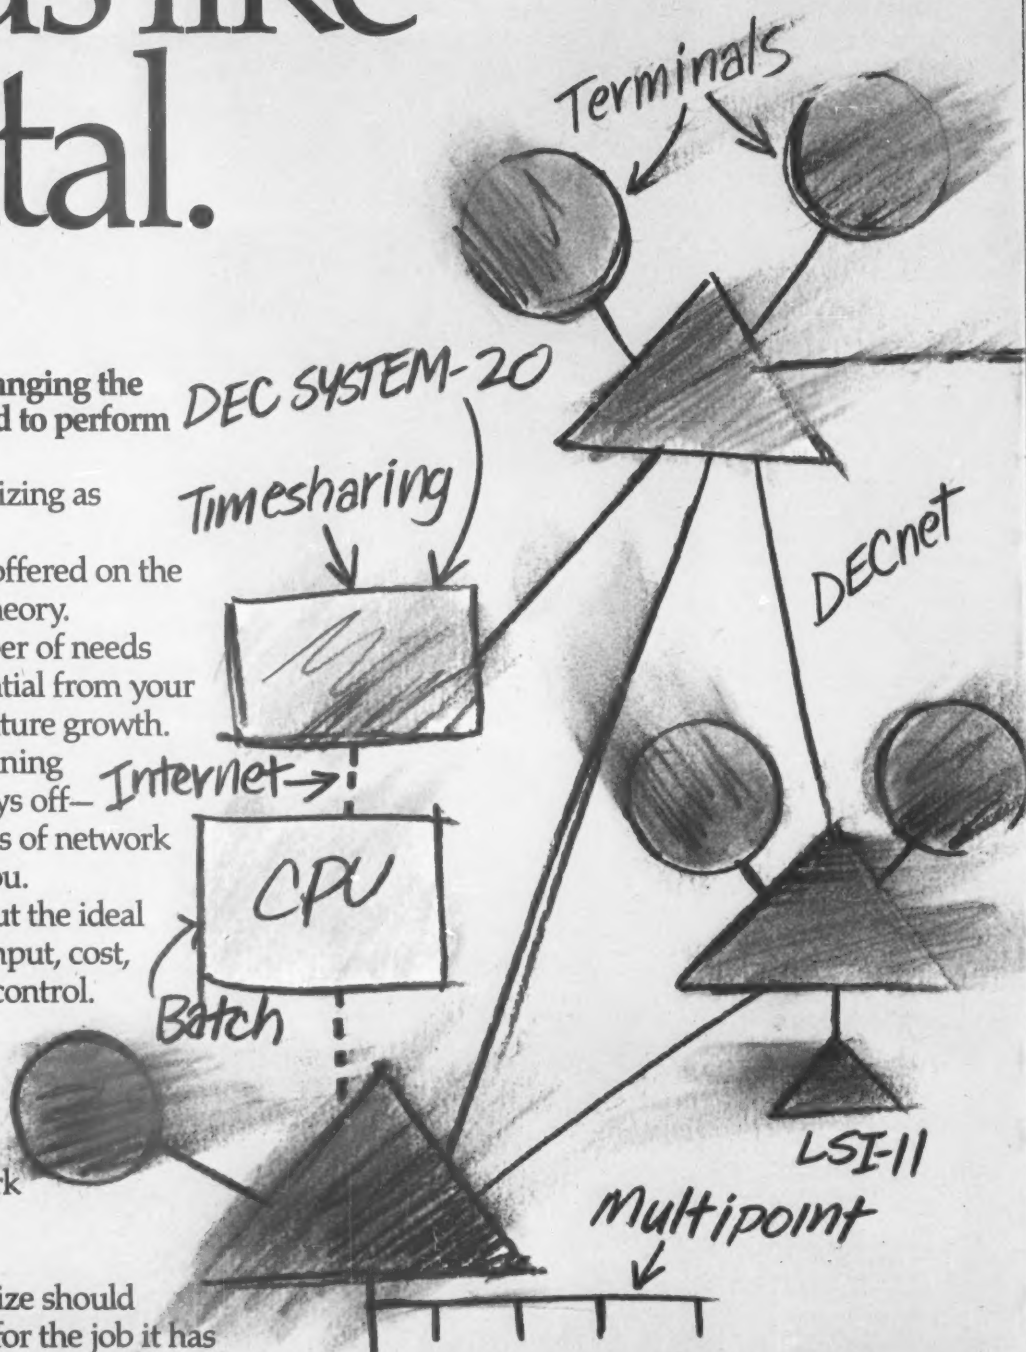 like
tal.
Terminals
anging the
d to perform
DEC SYSTEM-20
izing as
Timesharing
offered on the
heory.
er of needs
tial from your
ture growth.
DECnet
ning
Internet
ys off—
s of network
CPU
ou.
ut the ideal
nput, cost,
control.
Batch
LSI-11
rk
Multipoint
ize should
for the job it has